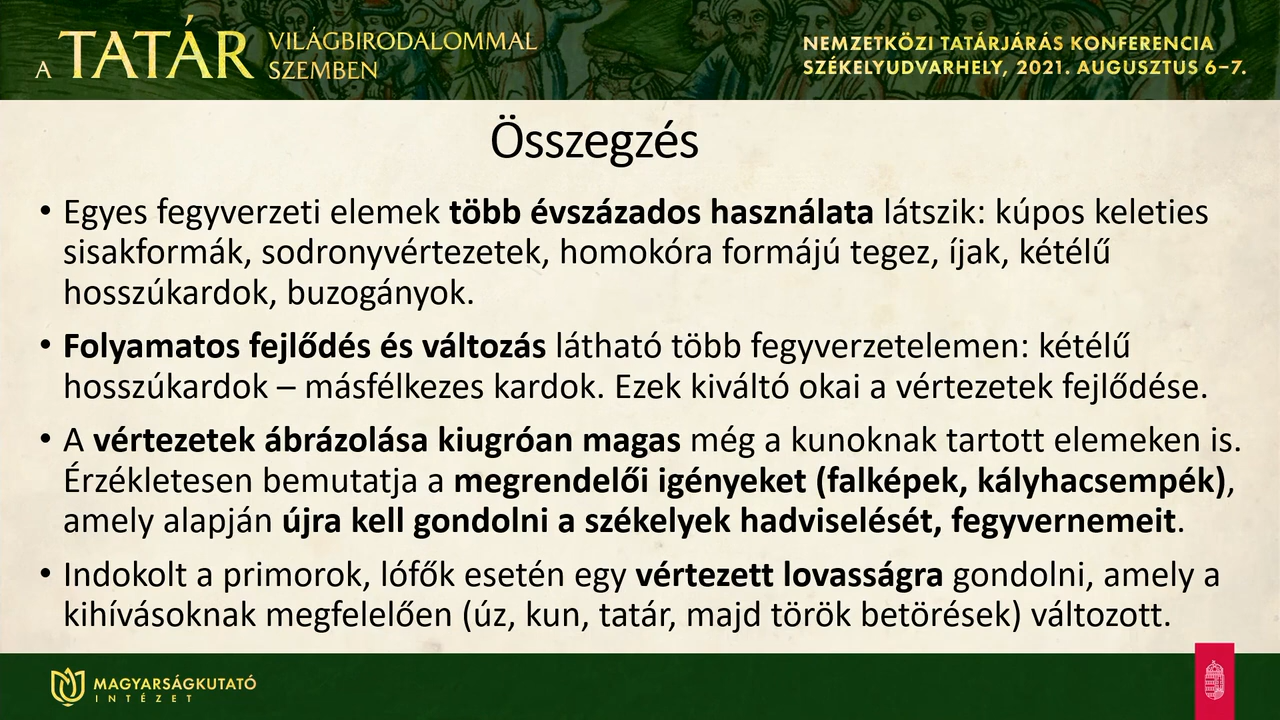 A TATÁR VILÁGBIRODALOMMAL
SZEMBEN
NEMZETKÖZI TATÁRJÁRÁS KONFERENCIA
SZÉKELYUDVARHELY, 2021. AUGUSZTUS 6–7.
Összegzés
• Egyes fegyverzeti elemek több évszázados használata látszik: kúpos keleties
sisakformák, sodronyvértezetek, homokóra formájú tegez, íjak, kétélű
hosszúkardok, buzogányok.
• Folyamatos fejlődés és változás látható több fegyverzetelemen: kétélű
hosszúkardok – másfélkezes kardok. Ezek kiváltó okai a vértezetek fejlődése.
• A vértezetek ábrázolása kiugróan magas még a kunoknak tartott elemeken is.
Érzékletesen bemutatja a megrendelői igényeket (falképek, kályhacsempék),
amely alapján újra kell gondolni a székelyek hadviselését, fegyvernemeit.
• Indokolt a primorok, lófők esetén egy vértezett lovasságra gondolni, amely a
kihívásoknak megfelelően (úz, kun, tatár, majd török betörések) változott.
MAGYARSÁGKUTATÓ
INTÉZET